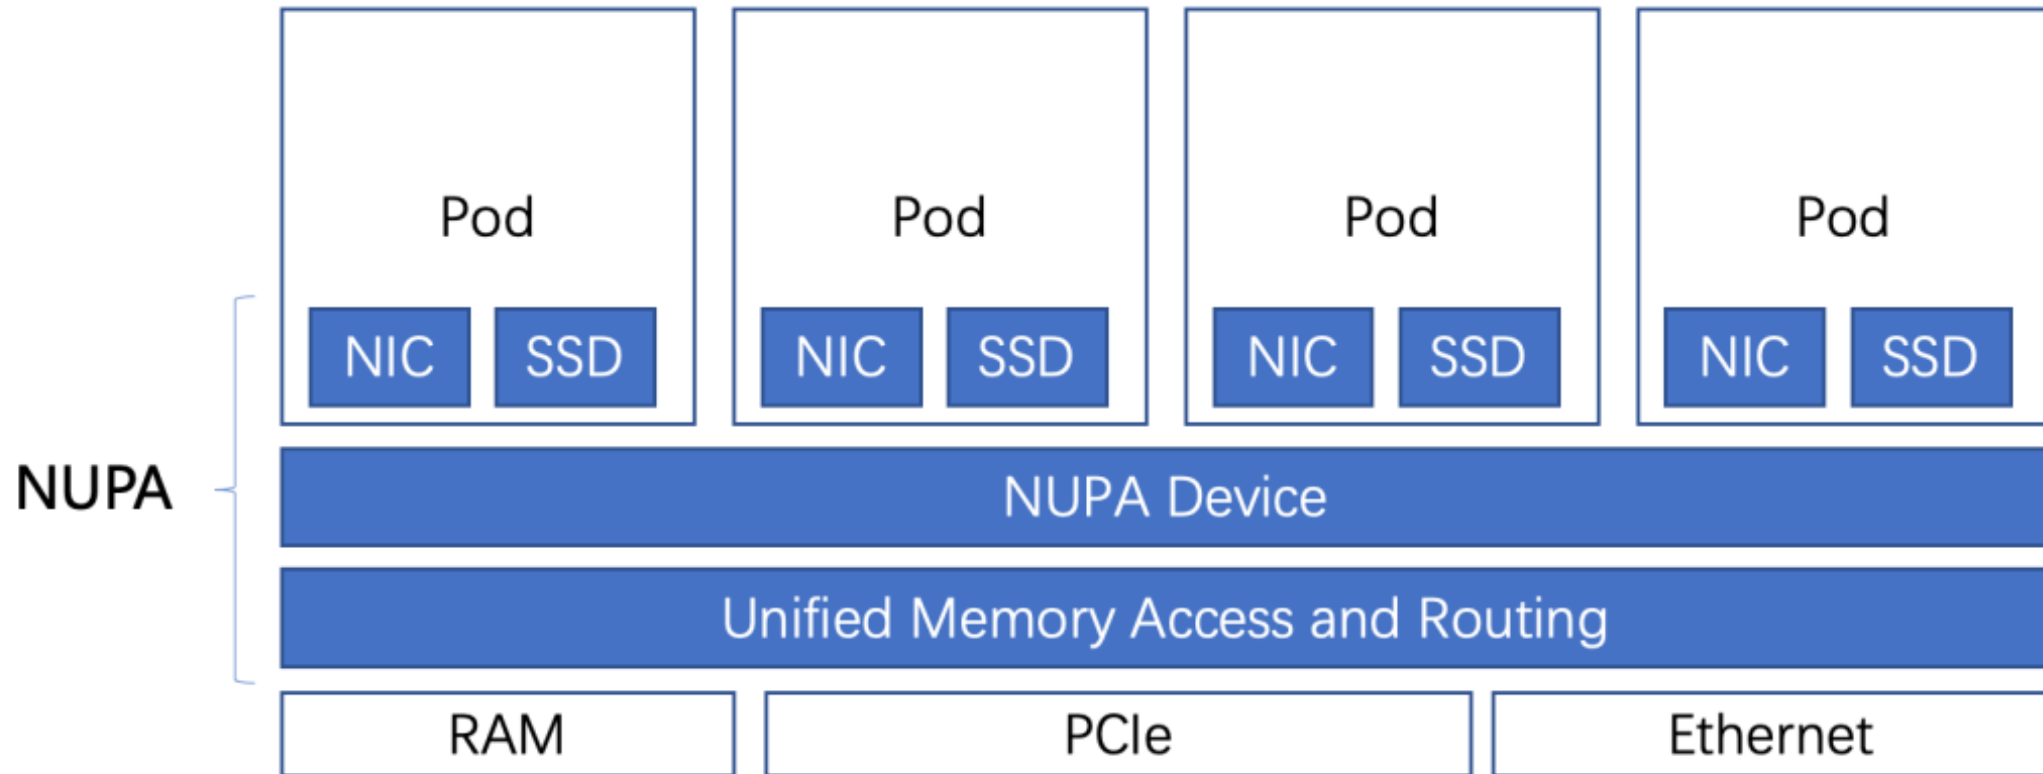 Pod Pod Pod Pod
NIC SSD NIC SSD NIC SSD NIC SSD
NUPA
NUPA Device
Unified Memory Access and Routing
RAM PCIe Ethernet